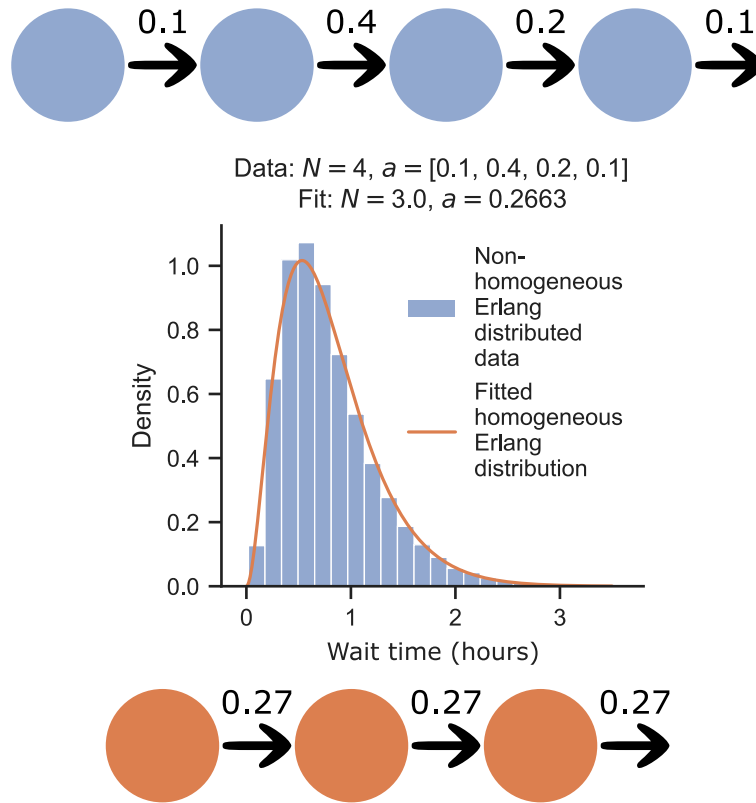 0.1 0.4 0.2 0.1
Data: N = 4, a = [0.1, 0.4, 0.2, 0.1]
Fit: N = 3.0, a = 0.2663
Density
1.0
0.8
0.6
0.4
0.2
0.0
Non-
homogeneous
Erlang
distributed
data
Fitted
homogeneous
Erlang
distribution
0 1 2 3
Wait time (hours)
0.27 0.27 0.27